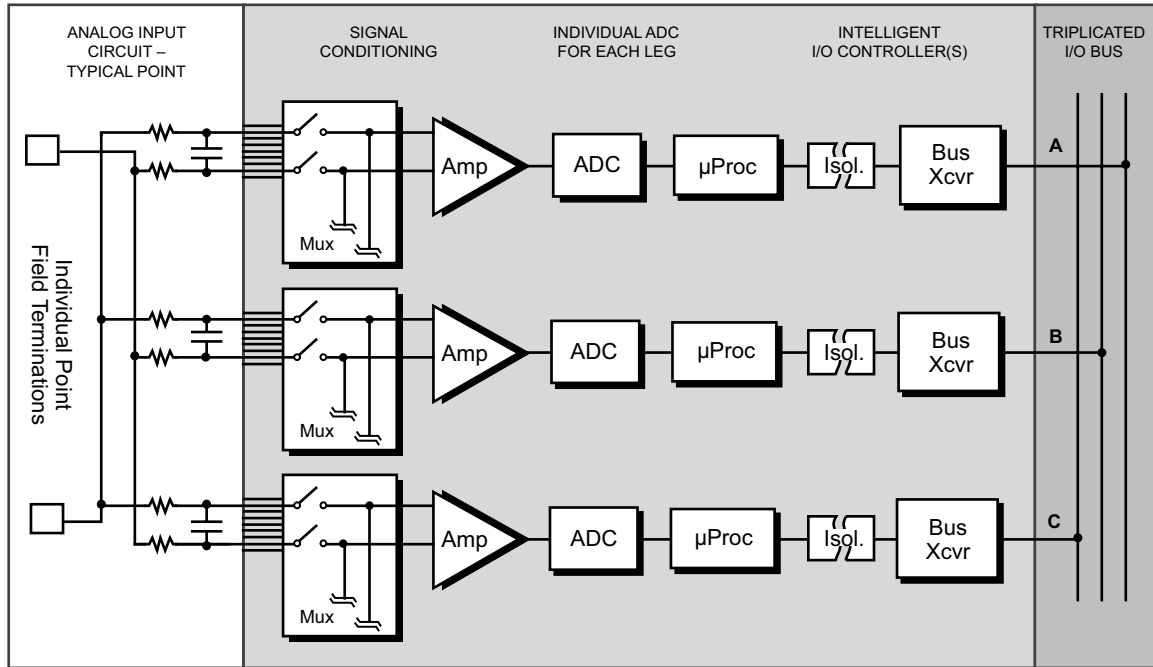 ANALOG INPUT
CIRCUIT –
TYPICAL POINT
SIGNAL
CONDITIONING
INDIVIDUAL ADC
FOR EACH LEG
INTELLIGENT
I/O CONTROLLER(S)
TRIPLICATED
I/O BUS
Individual Point
Field Terminations
Mux
Amp
ADC
µProc
Isol.
Bus
Xcvr
A
Mux
Amp
ADC
µProc
Isol.
Bus
Xcvr
B
Mux
Amp
ADC
µProc
Isol.
Bus
Xcvr
C